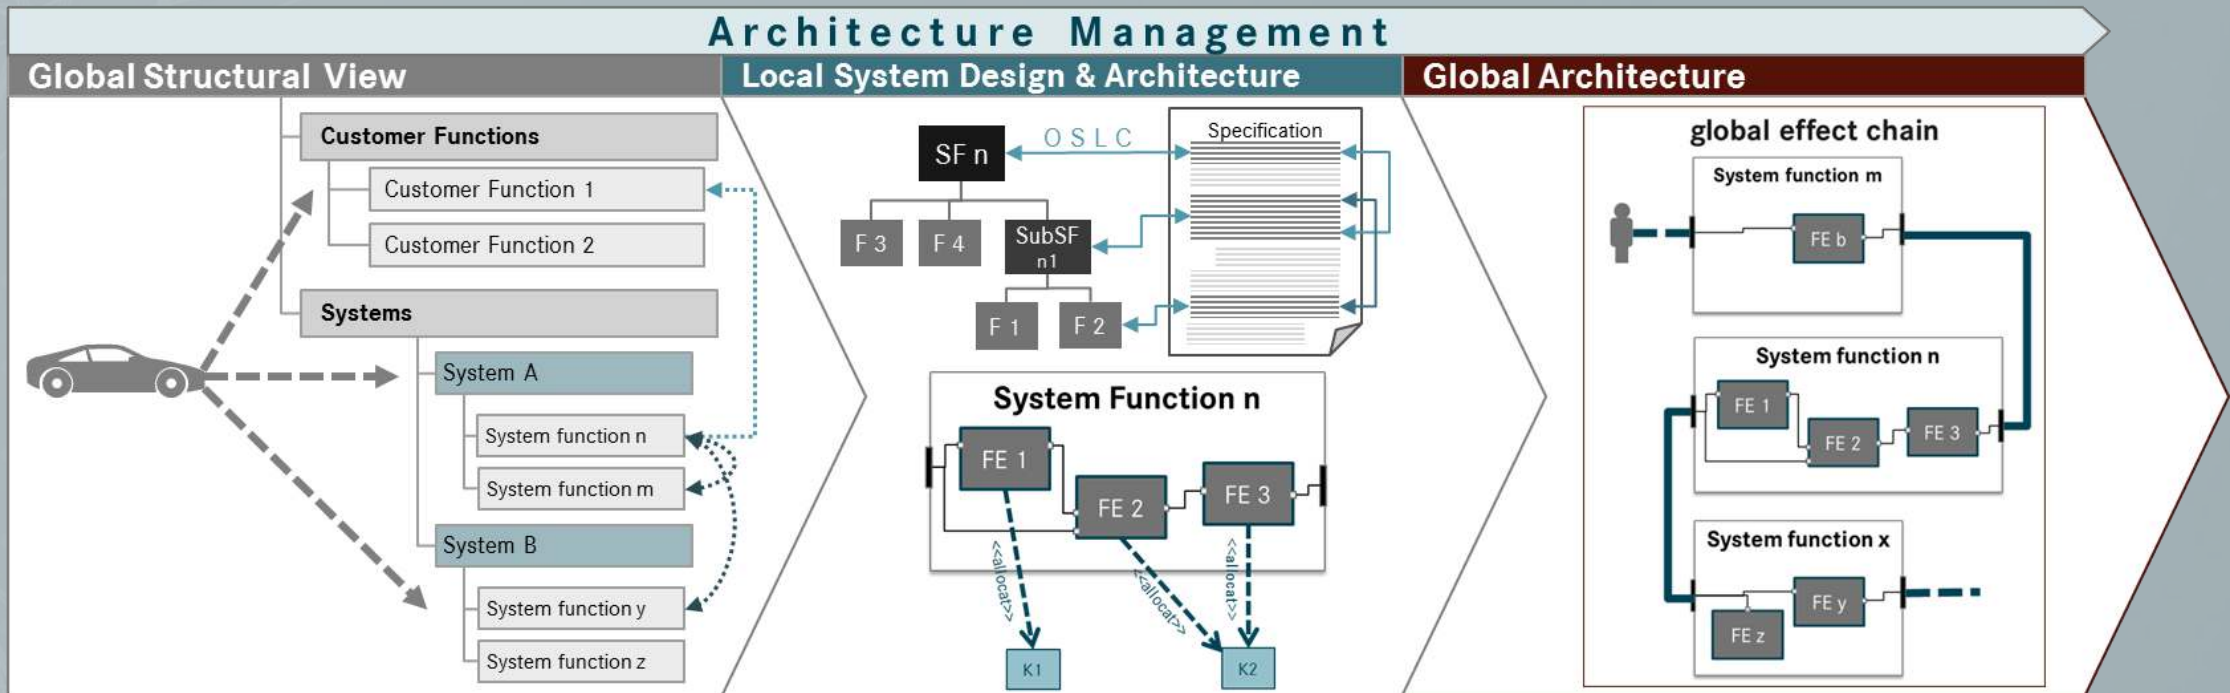 Architecture Management
Global Structural View
Customer Functions
Customer Function 1
Customer Function 2
Systems
System A
System function n
System function m
System B
System function y
System function z
Local System Design & Architecture
SF n
OSLC
Specification
F 3
F 4
SubSF
n1
F 1
F 2
System Function n
FE 1
FE 2
FE 3
<<allocat>>
<<allocat>>
<<allocat>>
K1
K2
Global Architecture
global effect chain
System function m
FE b
System function n
FE 1
FE 2
FE 3
System function x
FE y
FE z